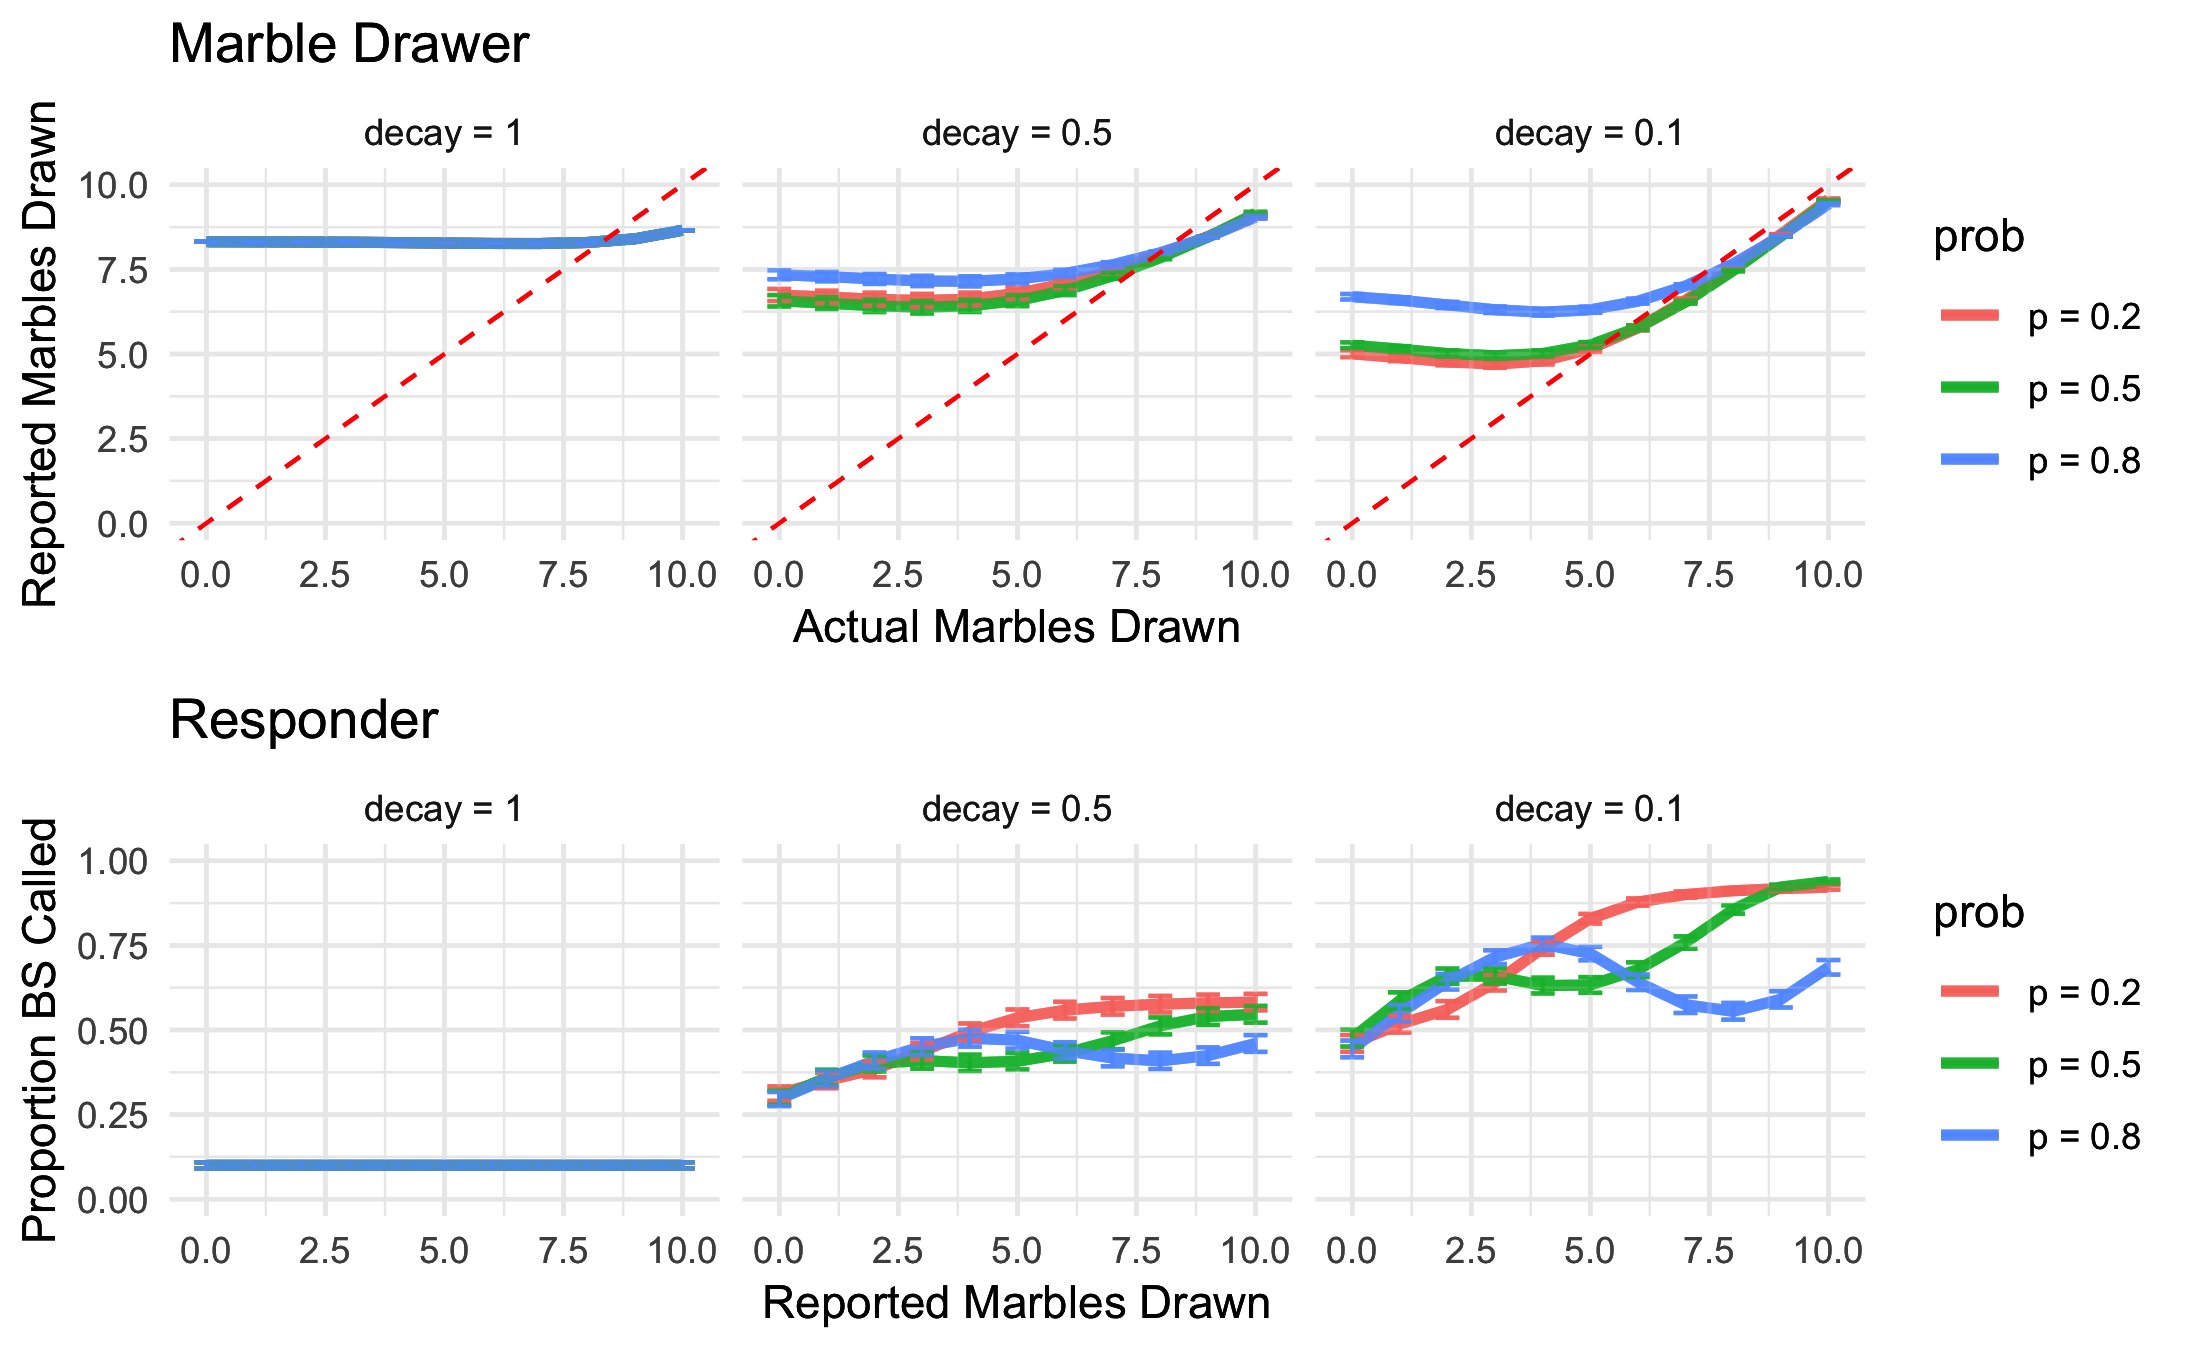 Marble Drawer
decay = 1
decay = 0.5
decay = 0.1
Reported Marbles Drawn
10.0
7.5
5.0
2.5
0.0
0.0 2.5 5.0 7.5 10.0
0.0 2.5 5.0 7.5 10.0
0.0 2.5 5.0 7.5 10.0
Actual Marbles Drawn
prob
p = 0.2
p = 0.5
p = 0.8
Responder
decay = 1
decay = 0.5
decay = 0.1
Proportion BS Called
1.00
0.75
0.50
0.25
0.00
0.0 2.5 5.0 7.5 10.0
0.0 2.5 5.0 7.5 10.0
0.0 2.5 5.0 7.5 10.0
Reported Marbles Drawn
prob
p = 0.2
p = 0.5
p = 0.8